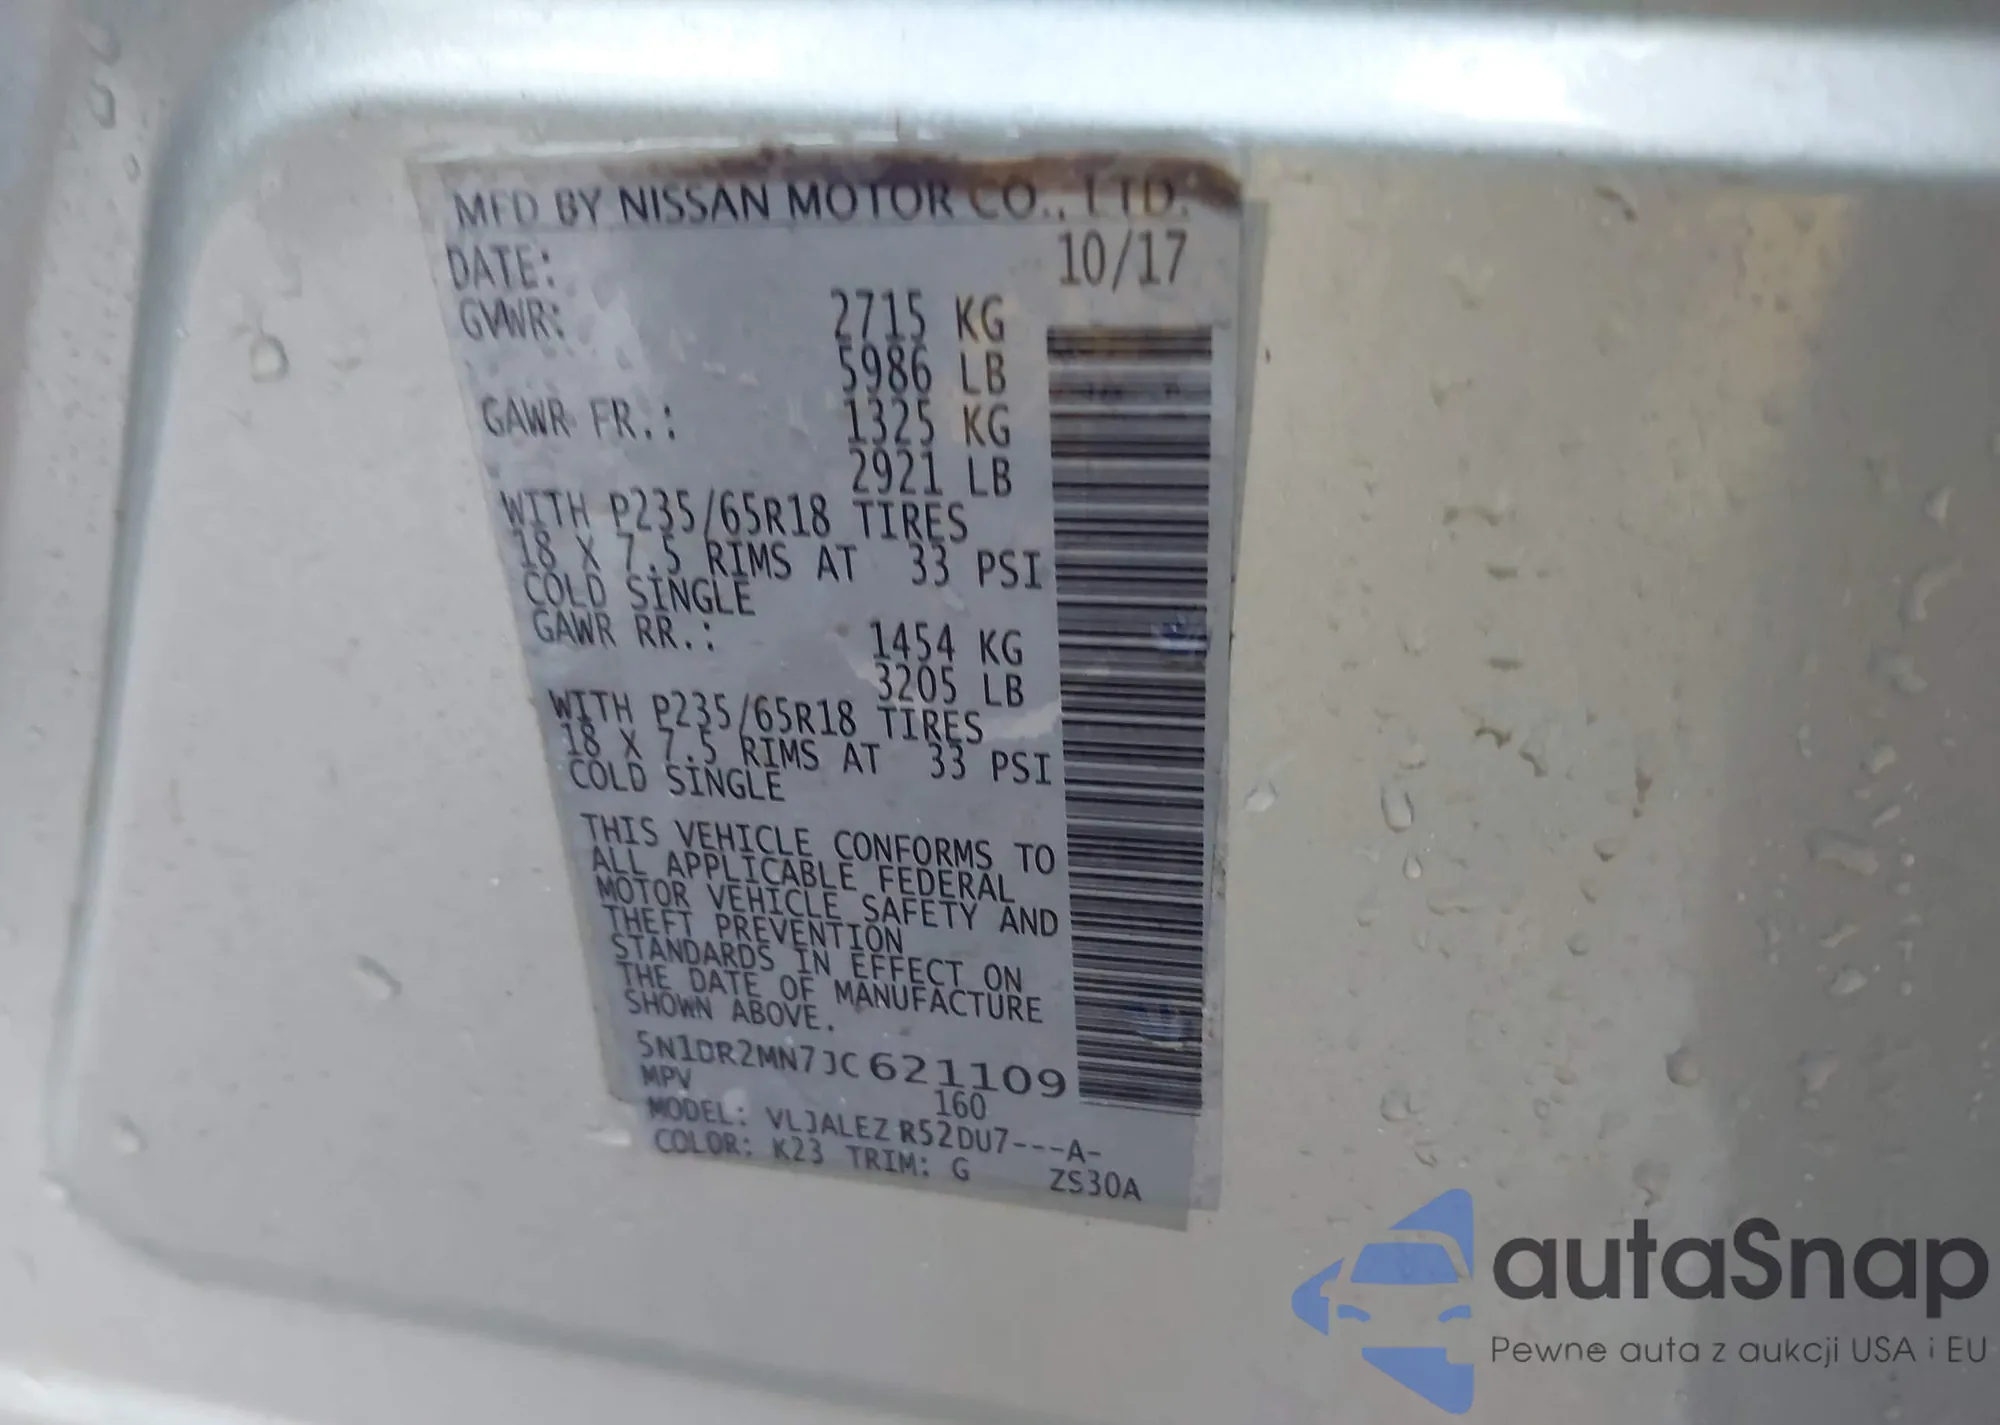 MFD BY NISSAN MOTOR CO., LTD.
DATE: 10/17
GVWR: 2715 KG
5986 LB
GAWR FR.: 1325 KG
2921 LB
WITH P235/65R18 TIRES
18 X 7.5 RIMS AT 33 PSI
COLD SINGLE
GAWR RR.: 1454 KG
3205 LB
WITH P235/65R18 TIRES
18 X 7.5 RIMS AT 33 PSI
COLD SINGLE
THIS VEHICLE CONFORMS TO
ALL APPLICABLE FEDERAL
MOTOR VEHICLE SAFETY AND
THEFT PREVENTION
STANDARDS IN EFFECT ON
THE DATE OF MANUFACTURE
SHOWN ABOVE.
5N1DR2MN7JC621109
MPV 160
MODEL: VLJALEZ R52DU7---A-
COLOR: K23 TRIM: G ZS30A
autaSnap
Pewne auta z aukcji USA i EU